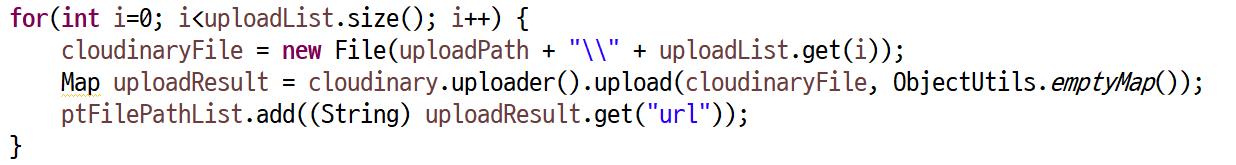 for(int i=0; i<uploadList.size(); i++) {
    cloudinaryFile = new File(uploadPath + "\\" + uploadList.get(i));
    Map uploadResult = cloudinary.uploader().upload(cloudinaryFile, ObjectUtils.emptyMap());
    ptFilePathList.add((String) uploadResult.get("url"));
}